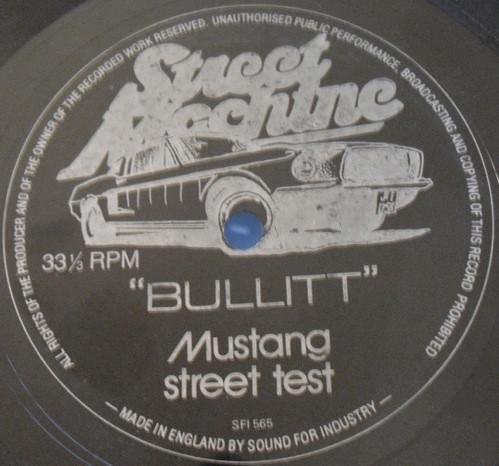 ALL RIGHTS OF THE PRODUCER AND OF THE OWNER OF THE RECORDED WORK RESERVED. UNAUTHORISED PUBLIC PERFORMANCE, BROADCASTING AND COPYING OF THIS RECORD PROHIBITED
Street
Machine
33⅓ RPM
"BULLITT"
Mustang
street test
SFI 565
— MADE IN ENGLAND BY SOUND FOR INDUSTRY —